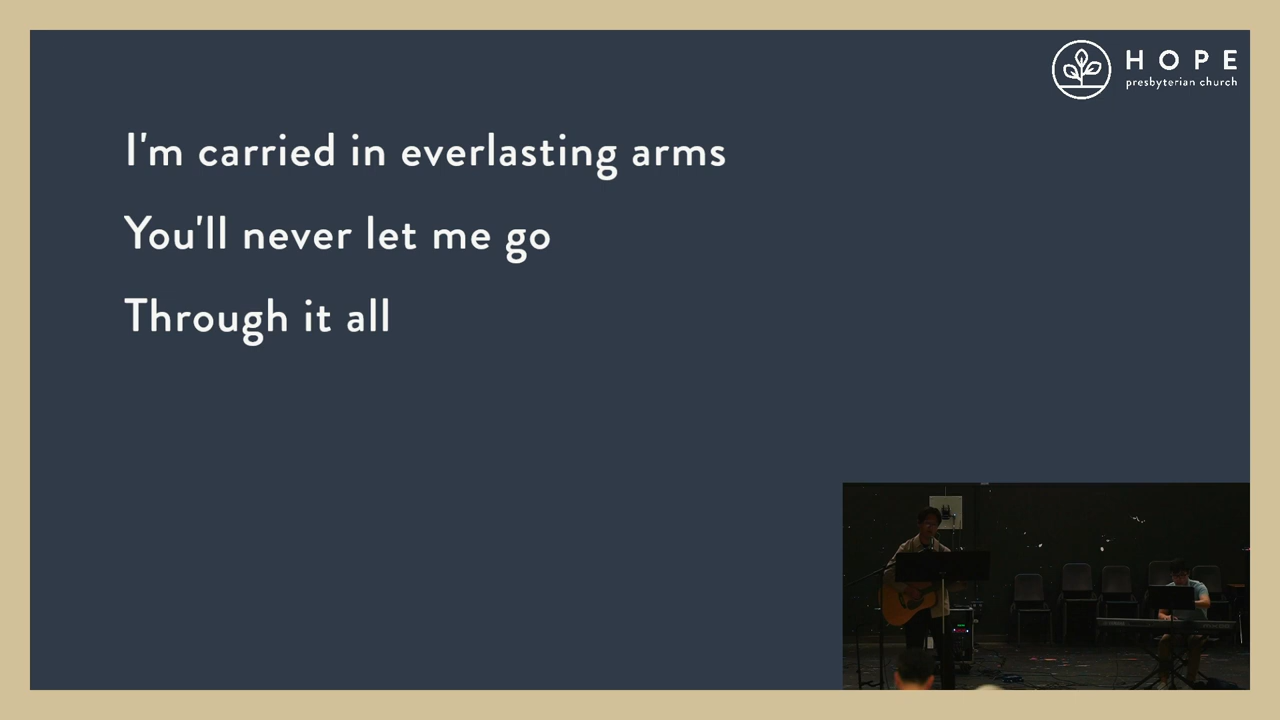 HOPE
presbyterian church
I'm carried in everlasting arms
You'll never let me go
Through it all